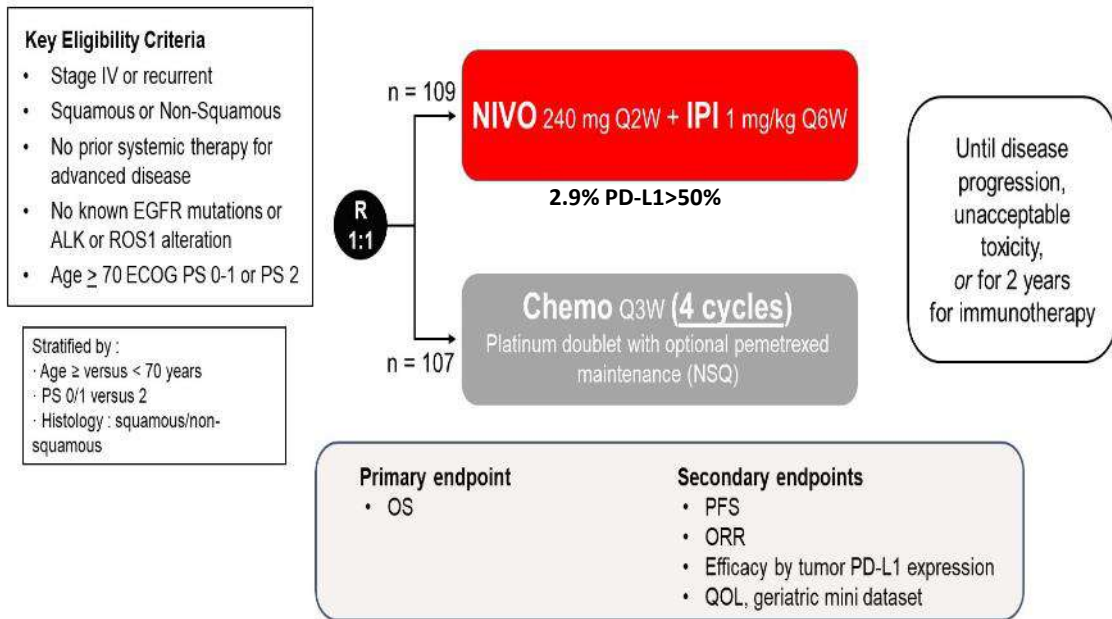 Key Eligibility Criteria
• Stage IV or recurrent
• Squamous or Non-Squamous
• No prior systemic therapy for
advanced disease
• No known EGFR mutations or
ALK or ROS1 alteration
• Age ≥ 70 ECOG PS 0-1 or PS 2
Stratified by :
· Age ≥ versus < 70 years
· PS 0/1 versus 2
· Histology : squamous/non-
squamous
R
1:1
n = 109
NIVO 240 mg Q2W + IPI 1 mg/kg Q6W
2.9% PD-L1>50%
n = 107
Chemo Q3W (4 cycles)
Platinum doublet with optional pemetrexed
maintenance (NSQ)
Until disease
progression,
unacceptable
toxicity,
or for 2 years
for immunotherapy
Primary endpoint
• OS
Secondary endpoints
• PFS
• ORR
• Efficacy by tumor PD-L1 expression
• QOL, geriatric mini dataset